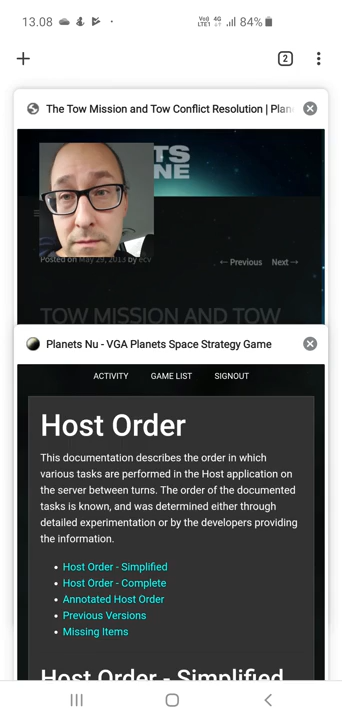 13.08
Vo) 4G
LTE1
84%
2
The Tow Mission and Tow Conflict Resolution | Plan
TS
NE
Posted on May 29, 2013 by ecv
← Previous Next →
TOW MISSION AND TOW
Planets Nu - VGA Planets Space Strategy Game
ACTIVITY GAME LIST SIGNOUT
Host Order
This documentation describes the order in which
various tasks are performed in the Host application on
the server between turns. The order of the documented
tasks is known, and was determined either through
detailed experimentation or by the developers providing
the information.
• Host Order - Simplified
• Host Order - Complete
• Annotated Host Order
• Previous Versions
• Missing Items
Host Order - Simplified